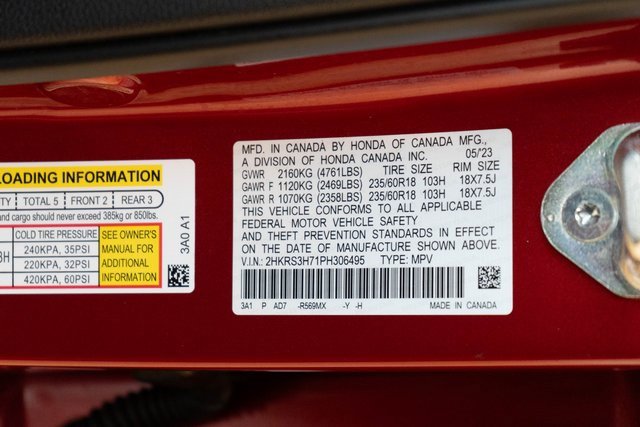 LOADING INFORMATION
TOTAL 5 FRONT 2 REAR 3
and cargo should never exceed 385kg or 850lbs.
COLD TIRE PRESSURE
240KPA, 35PSI
220KPA, 32PSI
420KPA, 60PSI
SEE OWNER'S
MANUAL FOR
ADDITIONAL
INFORMATION
3A0 A1
MFD. IN CANADA BY HONDA OF CANADA MFG.,
A DIVISION OF HONDA CANADA INC. 05/'23
GVWR 2160KG (4761LBS) TIRE SIZE RIM SIZE
GAWR F 1120KG (2469LBS) 235/60R18 103H 18X7.5J
GAWR R 1070KG (2358LBS) 235/60R18 103H 18X7.5J
THIS VEHICLE CONFORMS TO ALL APPLICABLE
FEDERAL MOTOR VEHICLE SAFETY
AND THEFT PREVENTION STANDARDS IN EFFECT
ON THE DATE OF MANUFACTURE SHOWN ABOVE.
V.I.N.: 2HKRS3H71PH306495 TYPE: MPV
3A1 P AD7 -R569MX -Y -H MADE IN CANADA